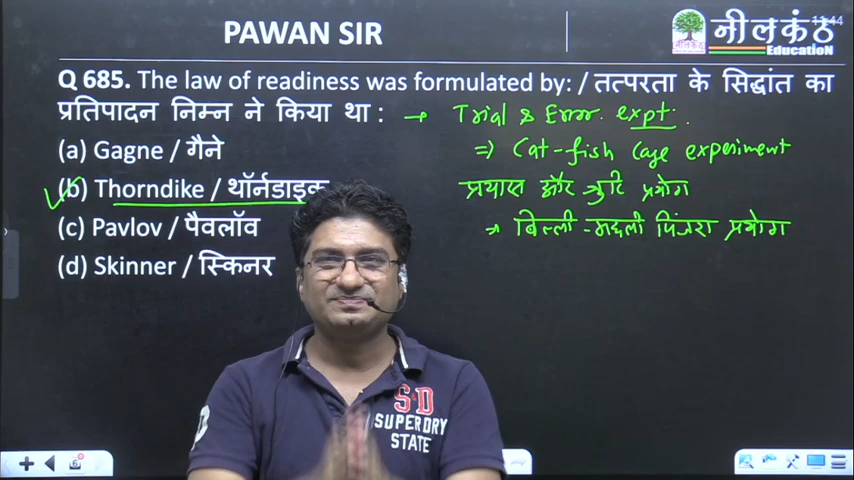 PAWAN SIR
नीलकंठ
EducatioN
Q 685. The law of readiness was formulated by: / तत्परता के सिद्धांत का
प्रतिपादन निम्न ने किया था :
→ Trial & Error. expt.
(a) Gagne / गैने
⇒ Cat-fish Cage experiment
(b) Thorndike / थॉर्नडाइक
प्रयास और त्रुटि प्रयोग
(c) Pavlov / पैवलॉव
→ बिल्ली-मछली पिंजरा प्रयोग
(d) Skinner / स्किनर
S.D
SUPERDRY
STATE